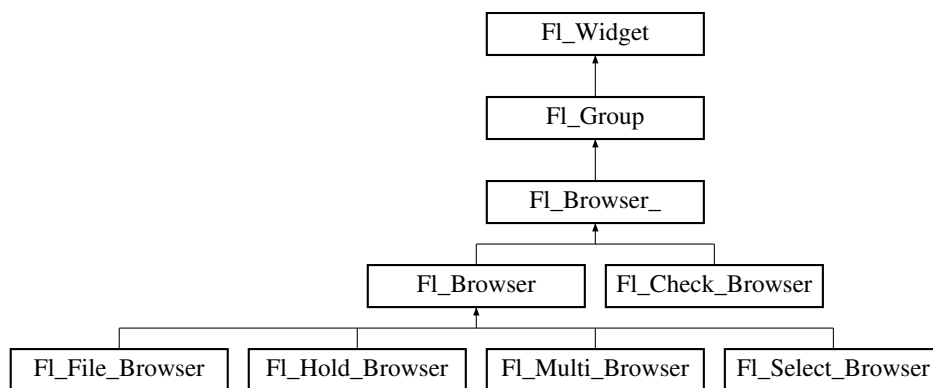 Fl_Widget
Fl_Group
Fl_Browser_
Fl_Browser
Fl_Check_Browser
Fl_File_Browser
Fl_Hold_Browser
Fl_Multi_Browser
Fl_Select_Browser